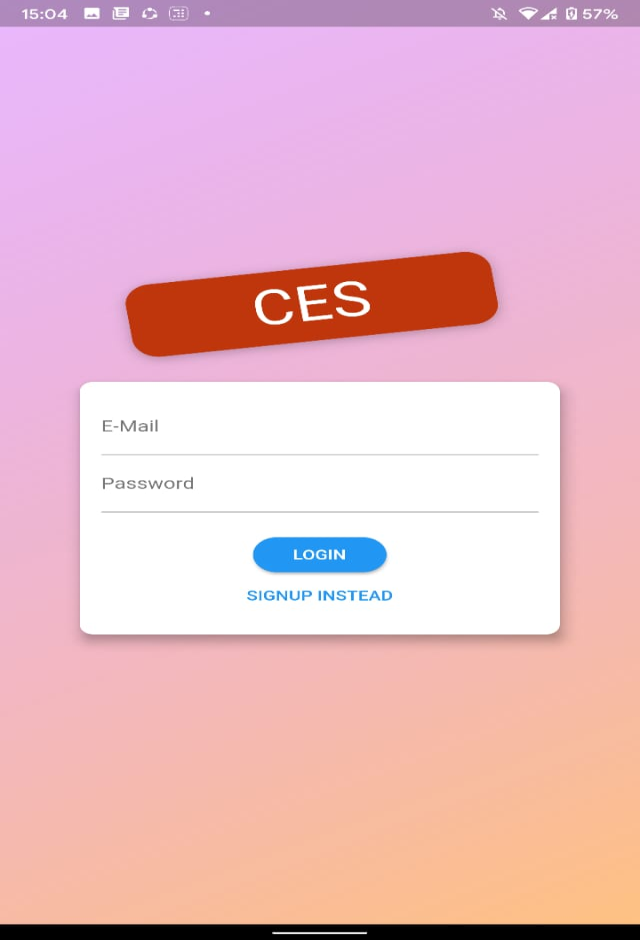 15:04 57%
CES
E-Mail
Password
LOGIN
SIGNUP INSTEAD